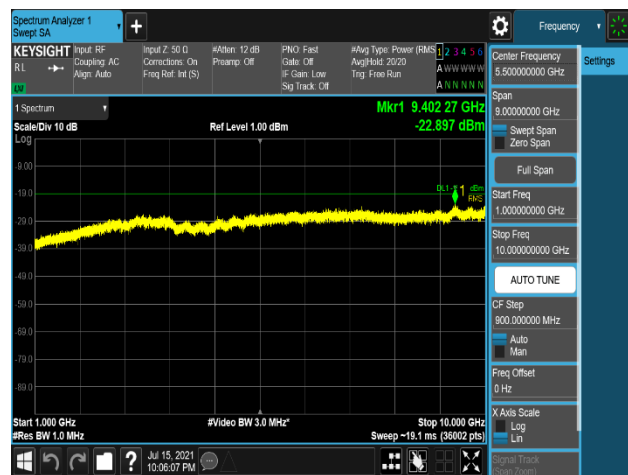 Spectrum Analyzer 1
Swept SA
Frequency
KEYSIGHT
RL
LM
Input: RF
Coupling: AC
Align: Auto
Input Z: 50 Ω
Corrections: On
Freq Ref: Int (S)
#Atten: 12 dB
Preamp: Off
PNO: Fast
Gate: Off
IF Gain: Low
Sig Track: Off
#Avg Type: Power (RMS
Avg|Hold: 20/20
Trig: Free Run
1 2 3 4 5 6
A W W W W W
A N N N N N
Center Frequency
5.500000000 GHz
Settings
Span
9.00000000 GHz
Swept Span
Zero Span
Full Span
Start Freq
1.000000000 GHz
Stop Freq
10.000000000 GHz
AUTO TUNE
CF Step
900.000000 MHz
Auto
Man
Freq Offset
0 Hz
X Axis Scale
Log
Lin
Signal Track
(Span Zoom)
1 Spectrum
Scale/Div 10 dB
Ref Level 1.00 dBm
Mkr1 9.402 27 GHz
-22.897 dBm
Log
-9.00
-19.0
-29.0
-39.0
-49.0
-59.0
-69.0
-79.0
-89.0
1
dBm
RMS
Start 1.000 GHz
#Video BW 3.0 MHz*
Stop 10.000 GHz
#Res BW 1.0 MHz
Sweep ~19.1 ms (36002 pts)
?
Jul 15, 2021
10:06:07 PM